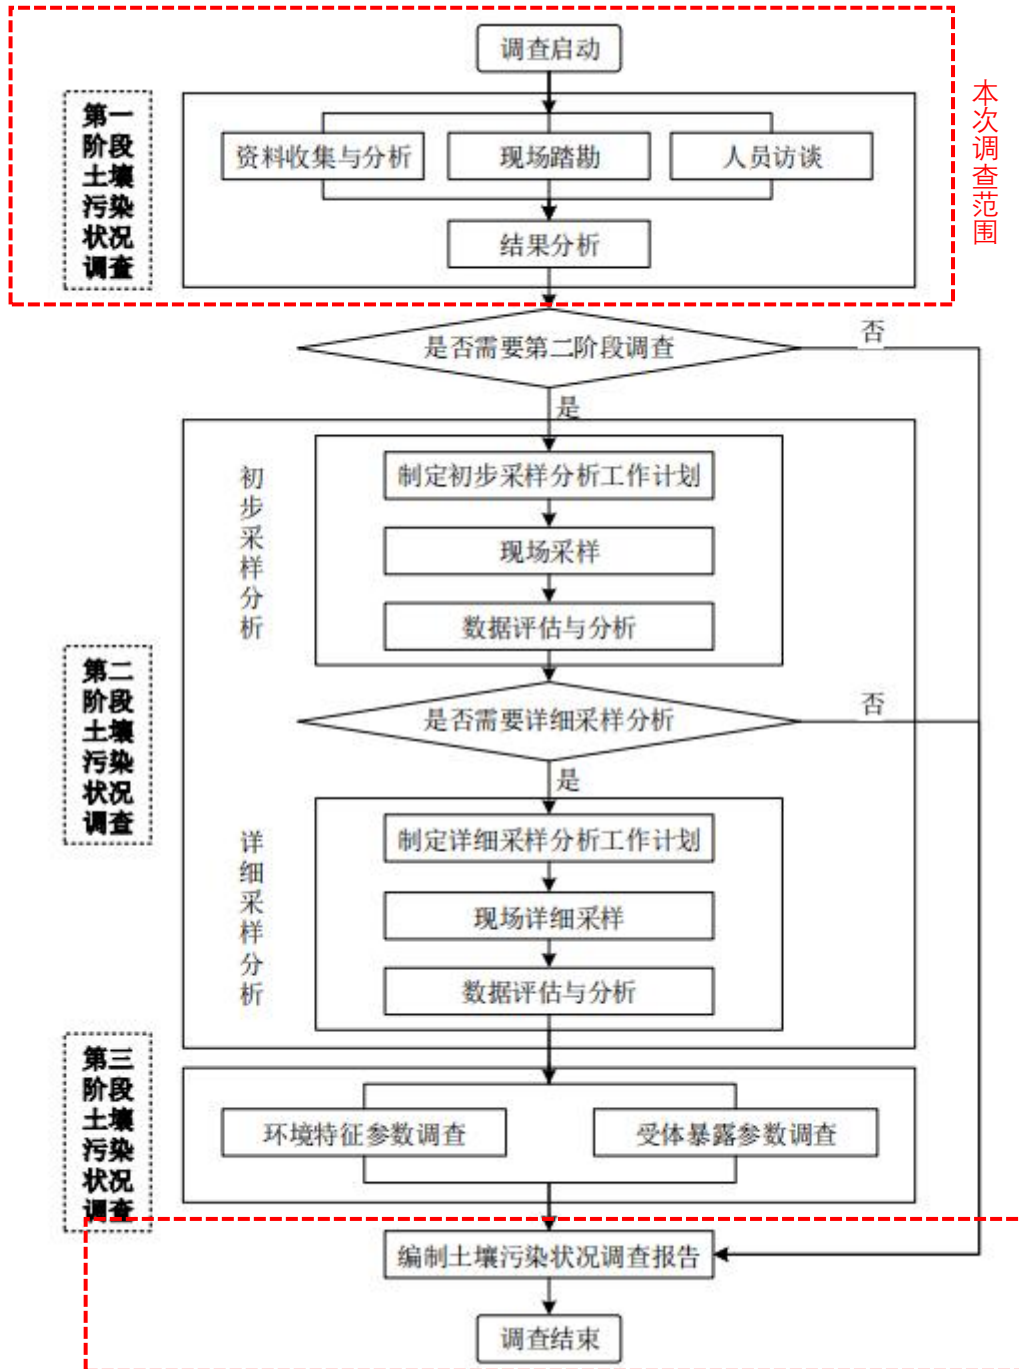 调查启动
本次调查范围
第一
阶段
土壤
污染
状况
调查
资料收集与分析
现场踏勘
人员访谈
结果分析
是否需要第二阶段调查
否
是
第二
阶段
土壤
污染
状况
调查
初步采样分析
制定初步采样分析工作计划
现场采样
数据评估与分析
是否需要详细采样分析
否
是
详细采样分析
制定详细采样分析工作计划
现场详细采样
数据评估与分析
第三
阶段
土壤
污染
状况
调查
环境特征参数调查
受体暴露参数调查
编制土壤污染状况调查报告
调查结束